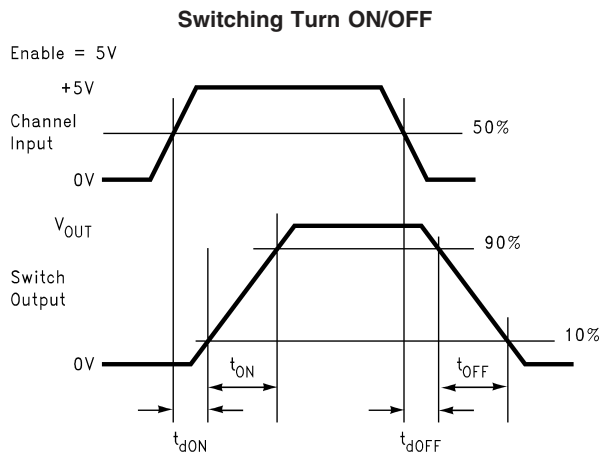 Switching Turn ON/OFF
Enable = 5V
+5V
Channel
Input
50%
0V
VOUT
90%
Switch
Output
10%
0V
tON
tOFF
tdON
tdOFF